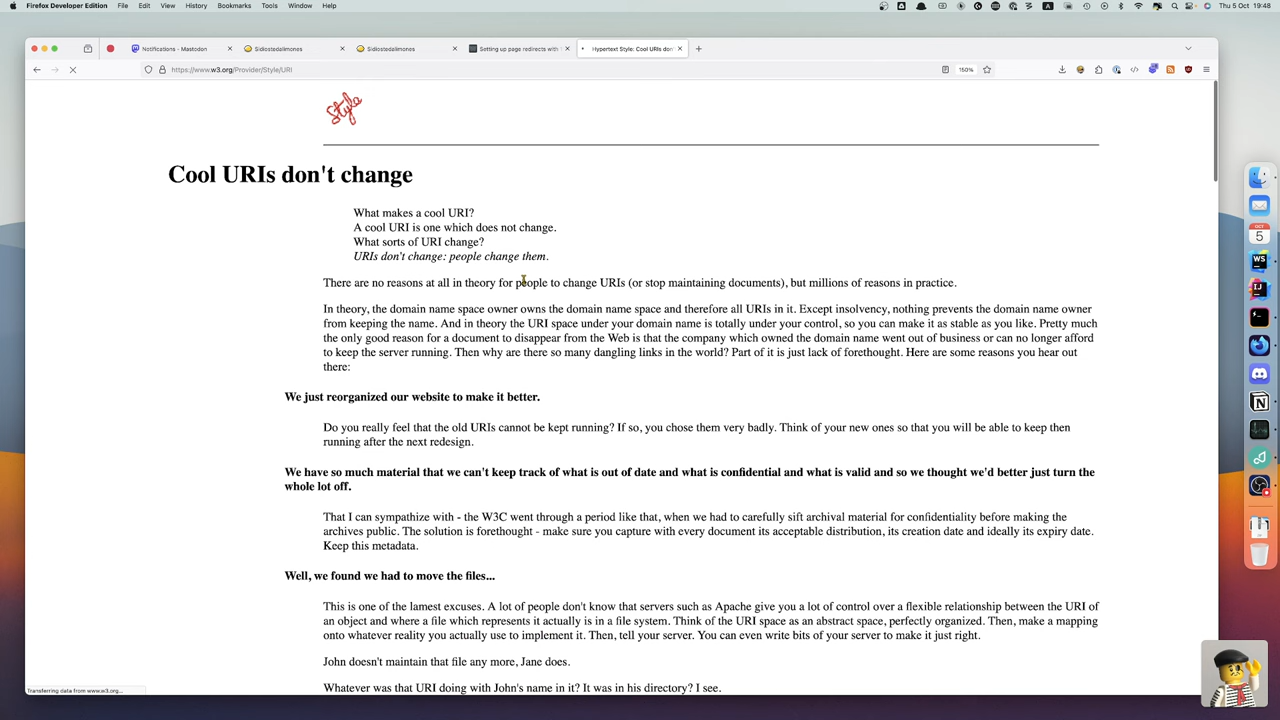 Firefox Developer Edition File Edit View History Bookmarks Tools Window Help
Thu 5 Oct 19:48
Notifications - Mastodon
Sidiostedalimones
Sidiostedalimones
Setting up page redirects with
Hypertext Style: Cool URIs don'
https://www.w3.org/Provider/Style/URI
150%
Style
Cool URIs don't change
What makes a cool URI?
A cool URI is one which does not change.
What sorts of URI change?
URIs don't change: people change them.
There are no reasons at all in theory for people to change URIs (or stop maintaining documents), but millions of reasons in practice.
In theory, the domain name space owner owns the domain name space and therefore all URIs in it. Except insolvency, nothing prevents the domain name owner
from keeping the name. And in theory the URI space under your domain name is totally under your control, so you can make it as stable as you like. Pretty much
the only good reason for a document to disappear from the Web is that the company which owned the domain name went out of business or can no longer afford
to keep the server running. Then why are there so many dangling links in the world? Part of it is just lack of forethought. Here are some reasons you hear out
there:
We just reorganized our website to make it better.
Do you really feel that the old URIs cannot be kept running? If so, you chose them very badly. Think of your new ones so that you will be able to keep then
running after the next redesign.
We have so much material that we can't keep track of what is out of date and what is confidential and what is valid and so we thought we'd better just turn the
whole lot off.
That I can sympathize with - the W3C went through a period like that, when we had to carefully sift archival material for confidentiality before making the
archives public. The solution is forethought - make sure you capture with every document its acceptable distribution, its creation date and ideally its expiry date.
Keep this metadata.
Well, we found we had to move the files...
This is one of the lamest excuses. A lot of people don't know that servers such as Apache give you a lot of control over a flexible relationship between the URI of
an object and where a file which represents it actually is in a file system. Think of the URI space as an abstract space, perfectly organized. Then, make a mapping
onto whatever reality you actually use to implement it. Then, tell your server. You can even write bits of your server to make it just right.
John doesn't maintain that file any more, Jane does.
Whatever was that URI doing with John's name in it? It was in his directory? I see.
Transferring data from www.w3.org...
OCT
5
WS
IJ